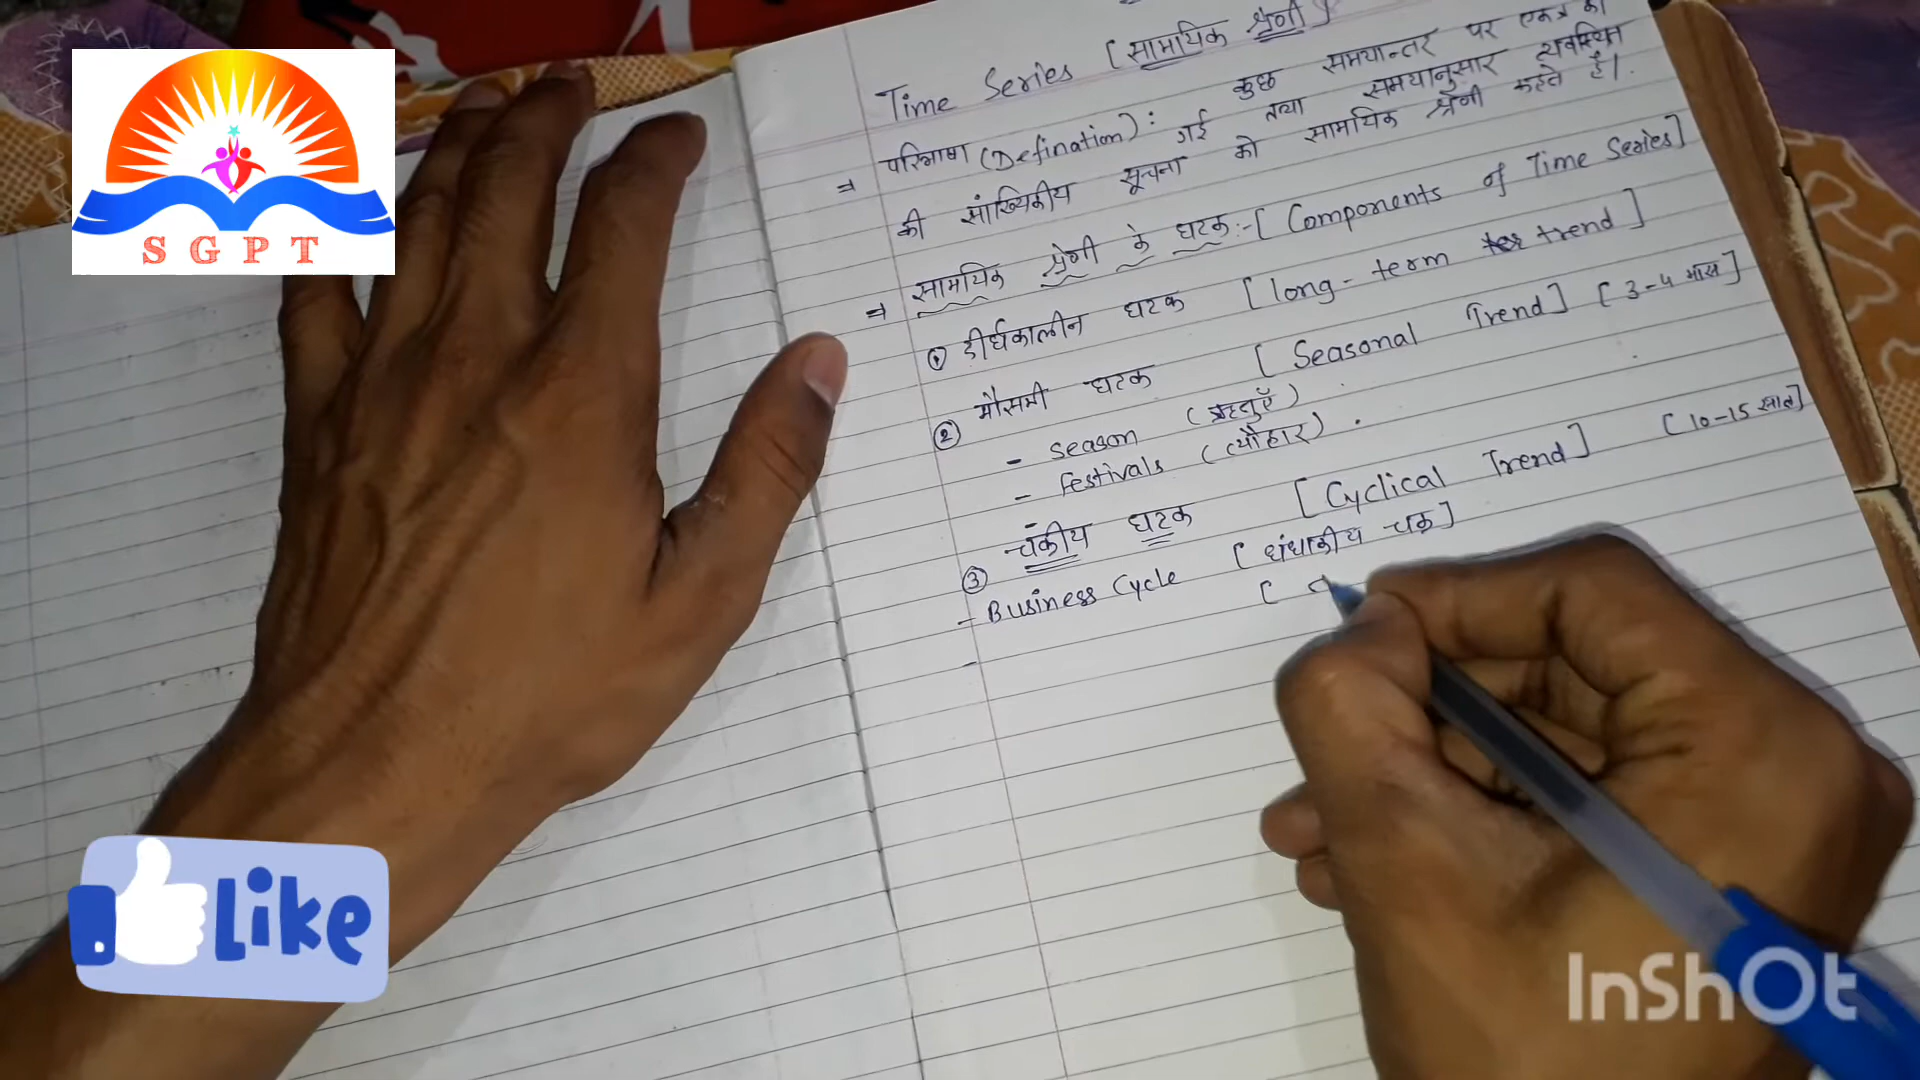 Time Series [सामयिक श्रेणी]
⇒ परिभाषा (Defination): कुछ समयान्तर पर एकत्र की
गई तथा समयानुसार व्यवस्थित
की सांख्यिकीय सूचना को सामयिक श्रेणी कहते हैं।
⇒ सामयिक श्रेणी के घटक:- [Components of Time Series]
① दीर्घकालीन घटक [long-term trend]
② मौसमी घटक [Seasonal Trend] [3-4 मास]
- Season (ऋतुएँ)
- festivals (त्यौहार)
③ चक्रीय घटक [Cyclical Trend] [10-15 साल]
- Business Cycle [धंधाकीय चक्र]
-
[
SGPT
Like
InShOt